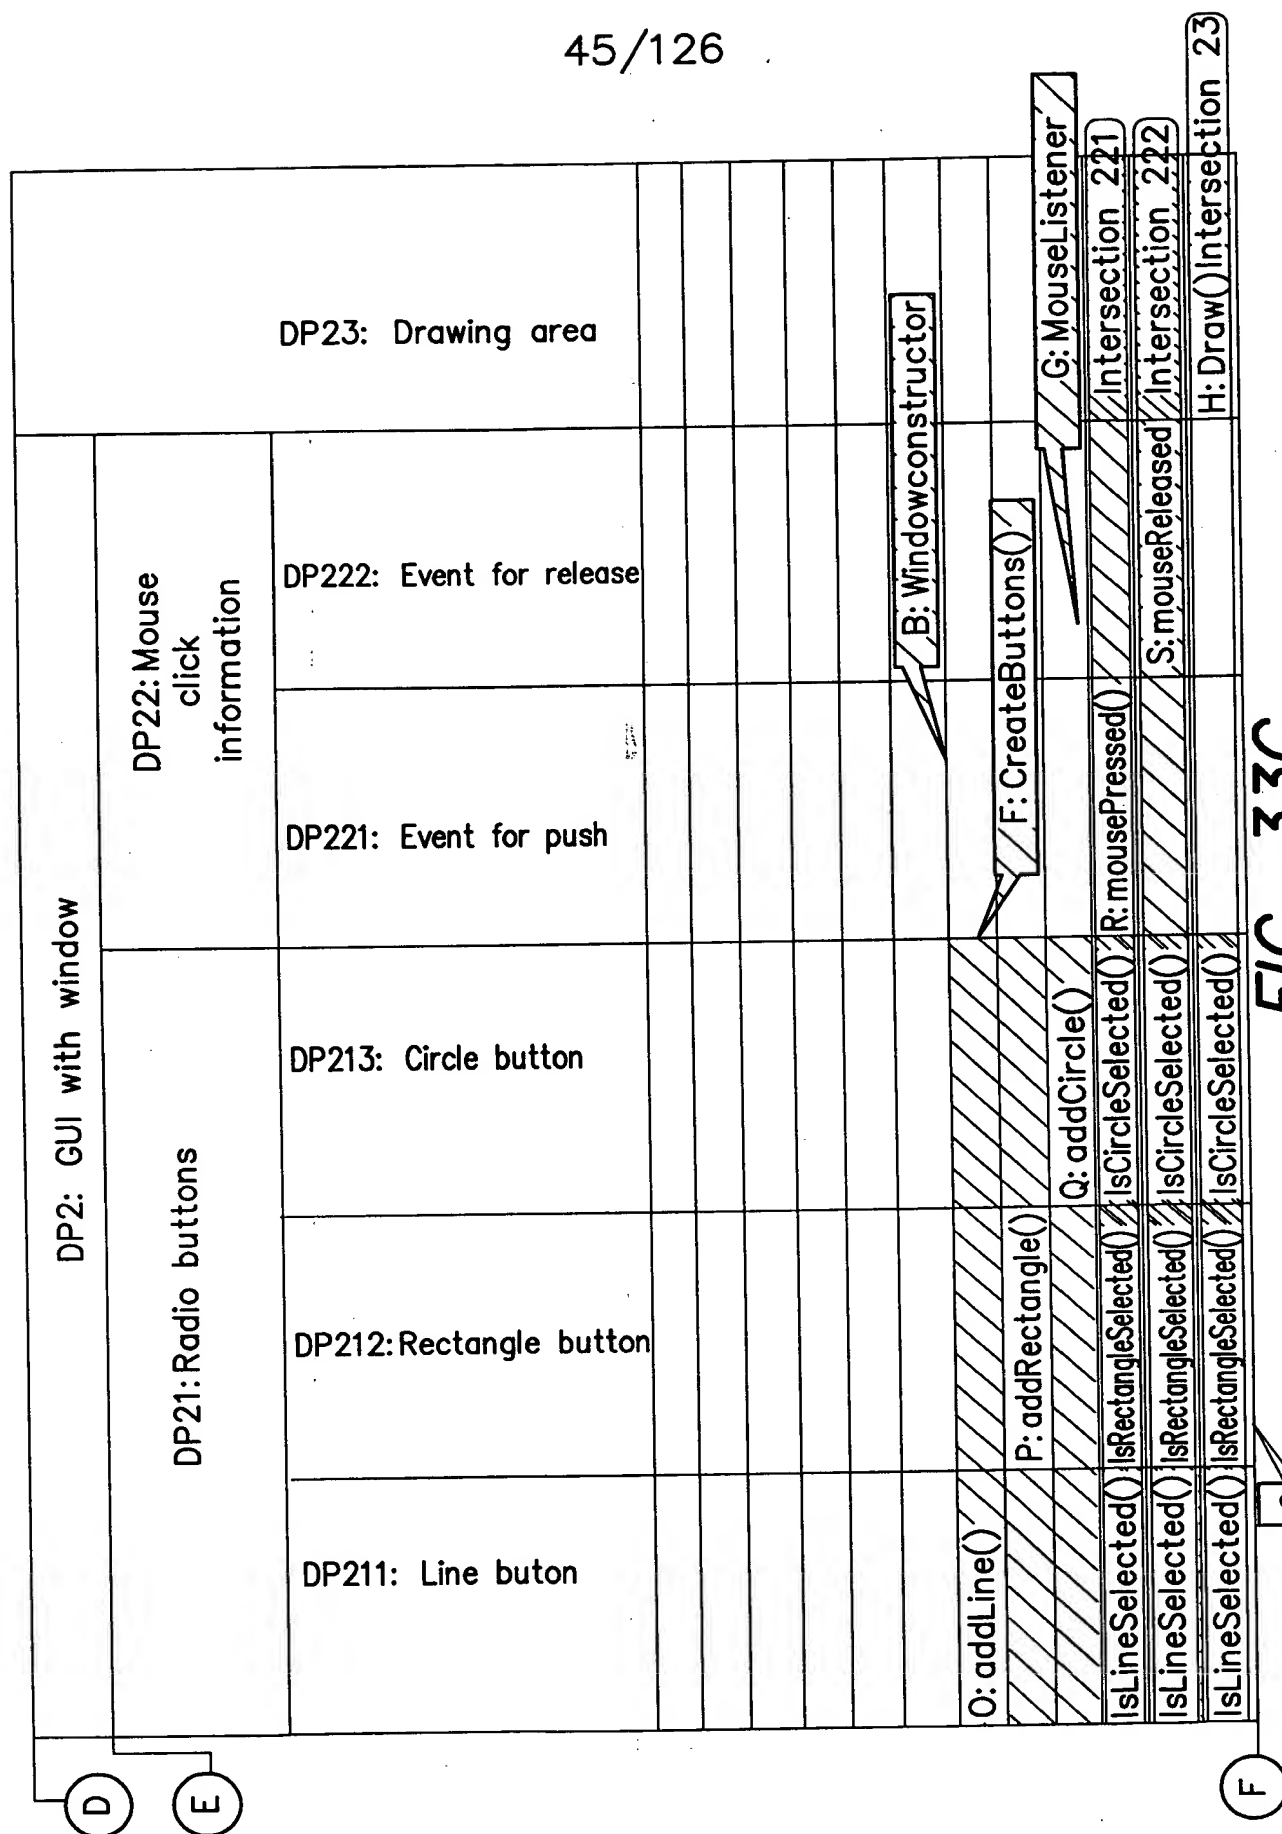 45/126
DP2: GUI with window
DP21:Radio buttons
DP22:Mouse
click
information
DP211: Line buton
DP212:Rectangle button
DP213: Circle button
DP221: Event for push
DP222: Event for release
DP23: Drawing area
B: Windowconstructor
O: addLine()
F: CreateButtons()
P: addRectangle()
G: MouseListener
Q: addCircle()
IsLineSelected() IsRectangleSelected() IsCircleSelected() R: mousePressed() Intersection 221
IsLineSelected() IsRectangleSelected() IsCircleSelected() S: mouseReleased Intersection 222
IsLineSelected() IsRectangleSelected() IsCircleSelected() H: Draw()Intersection 23
D
E
F